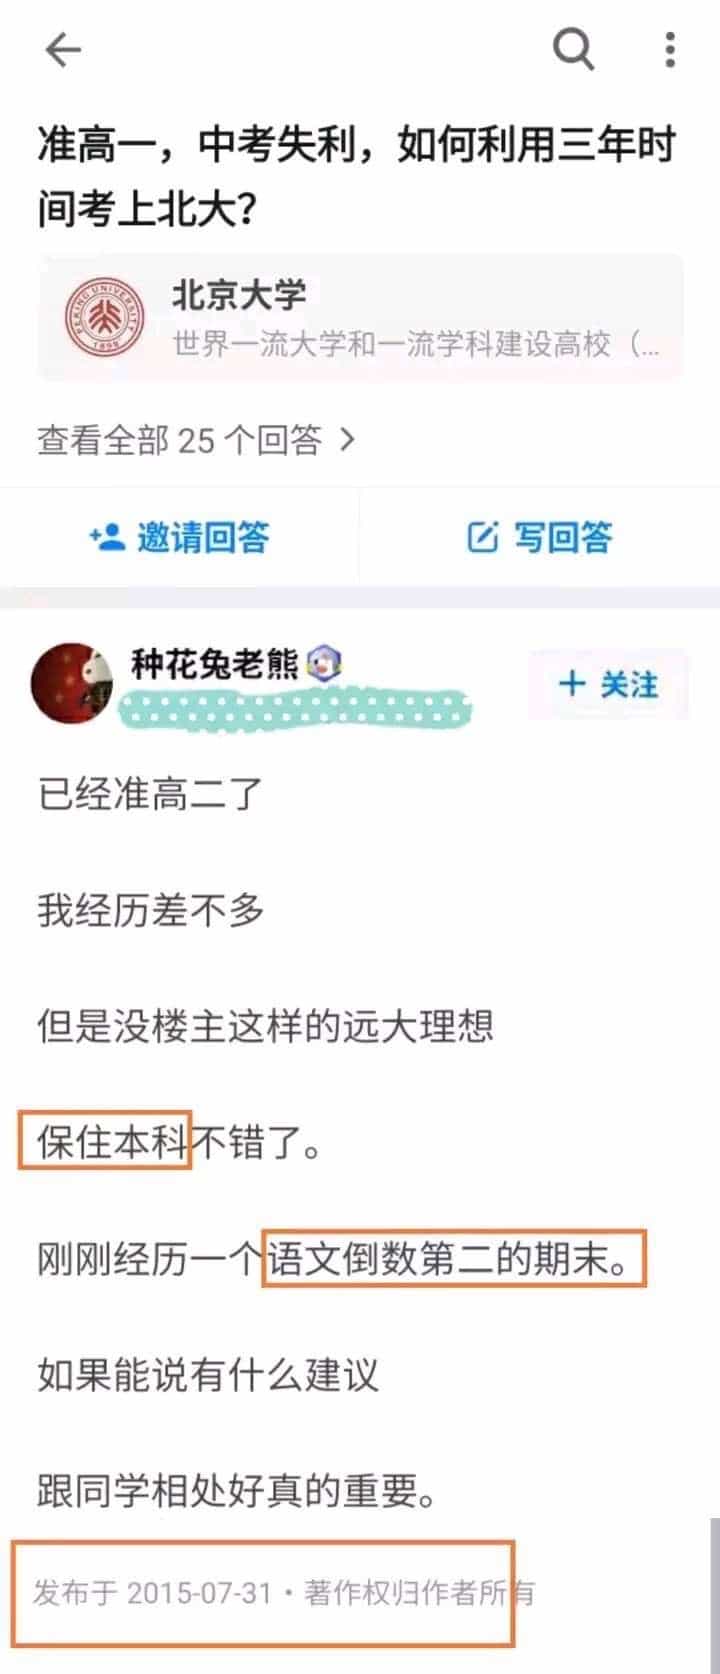 准高一，中考失利，如何利用三年时
间考上北大？
PEKING UNIVERSITY
1898
北京大学
世界一流大学和一流学科建设高校（...
查看全部 25 个回答 >
邀请回答
写回答
种花兔老熊
+ 关注
已经准高二了
我经历差不多
但是没楼主这样的远大理想
保住本科不错了。
刚刚经历一个语文倒数第二的期末。
如果能说有什么建议
跟同学相处好真的重要。
发布于 2015-07-31 · 著作权归作者所有